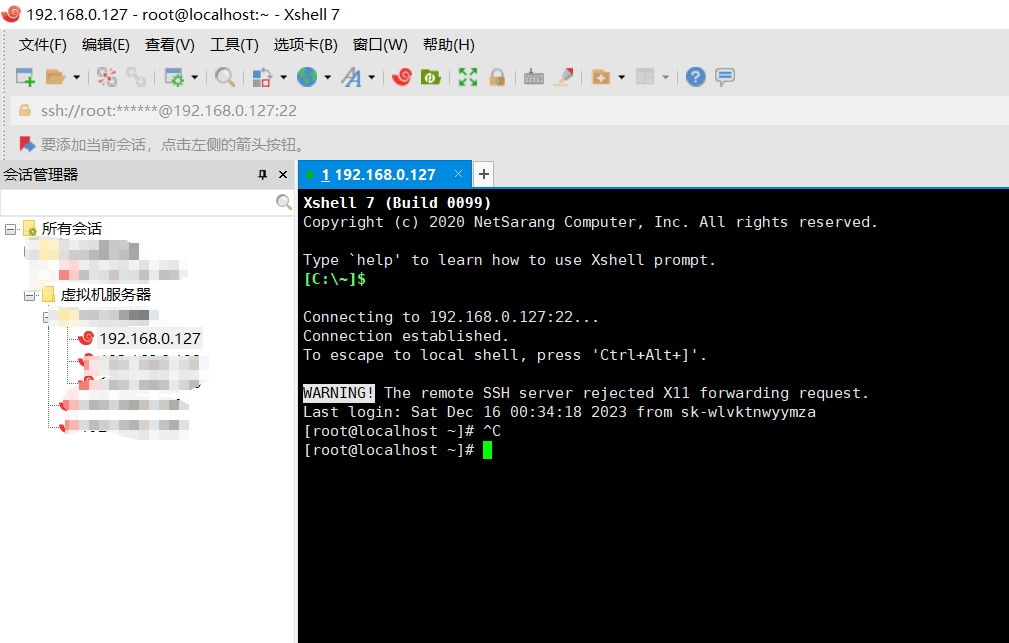 192.168.0.127 - root@localhost:~ - Xshell 7
文件(F) 编辑(E) 查看(V) 工具(T) 选项卡(B) 窗口(W) 帮助(H)
ssh://root:******@192.168.0.127:22
要添加当前会话，点击左侧的箭头按钮。
会话管理器
所有会话
虚拟机服务器
192.168.0.127
1 192.168.0.127
Xshell 7 (Build 0099)
Copyright (c) 2020 NetSarang Computer, Inc. All rights reserved.
Type `help' to learn how to use Xshell prompt.
[C:\~]$
Connecting to 192.168.0.127:22...
Connection established.
To escape to local shell, press 'Ctrl+Alt+]'.
WARNING! The remote SSH server rejected X11 forwarding request.
Last login: Sat Dec 16 00:34:18 2023 from sk-wlvktnwyymza
[root@localhost ~]# ^C
[root@localhost ~]#